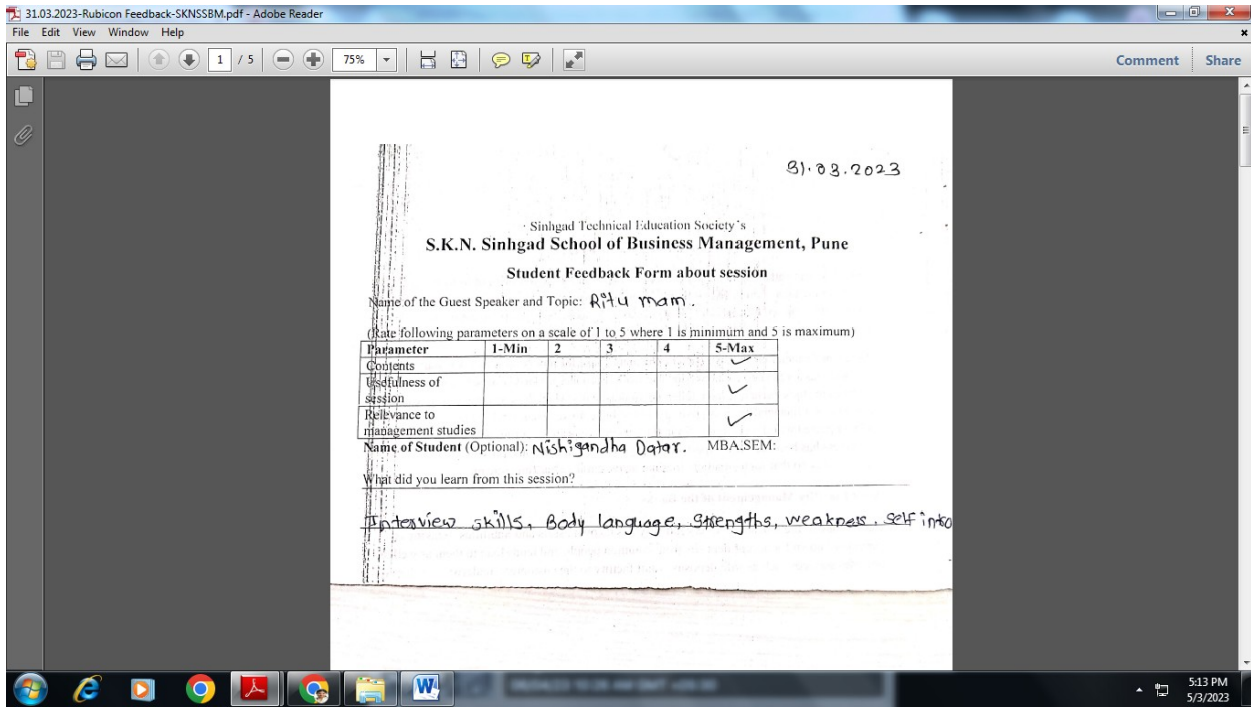 31.03.2023-Rubicon Feedback-SKNSSBM.pdf - Adobe Reader
File Edit View Window Help
1 / 5 75% Comment Share
31.03.2023
Sinhgad Technical Education Society's
S.K.N. Sinhgad School of Business Management, Pune
Student Feedback Form about session
Name of the Guest Speaker and Topic: Ritu mam.
(Rate following parameters on a scale of 1 to 5 where 1 is minimum and 5 is maximum)
Parameter 1-Min 2 3 4 5-Max
Contents
Usefulness of
session
Relevance to
management studies
Name of Student (Optional): Nishigandha Datar. MBA.SEM:
What did you learn from this session?
Interview skills, Body language, Strengths, weakness. Self intro
5:13 PM
5/3/2023